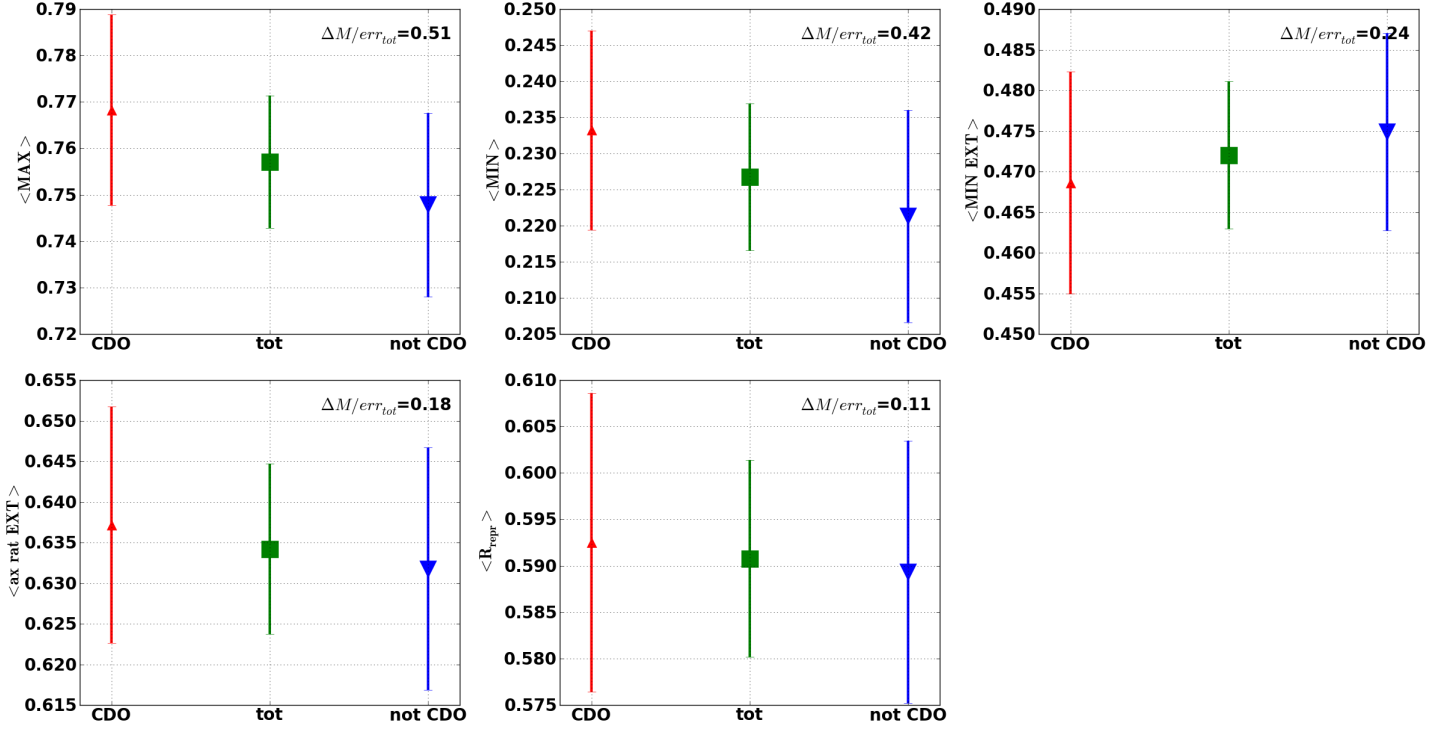 <MAX>
0.79
0.78
0.77
0.76
0.75
0.74
0.73
0.72
ΔM/err_tot=0.51
CDO tot not CDO
<MIN>
0.250
0.245
0.240
0.235
0.230
0.225
0.220
0.215
0.210
0.205
ΔM/err_tot=0.42
CDO tot not CDO
<MIN EXT>
0.490
0.485
0.480
0.475
0.470
0.465
0.460
0.455
0.450
ΔM/err_tot=0.24
CDO tot not CDO
<ax rat EXT>
0.655
0.650
0.645
0.640
0.635
0.630
0.625
0.620
0.615
ΔM/err_tot=0.18
CDO tot not CDO
<R_repr>
0.610
0.605
0.600
0.595
0.590
0.585
0.580
0.575
ΔM/err_tot=0.11
CDO tot not CDO